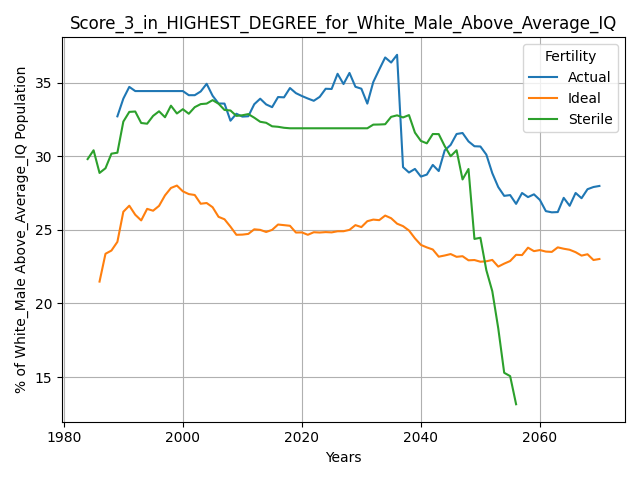 Score_3_in_HIGHEST_DEGREE_for_White_Male_Above_Average_IQ
% of White_Male Above_Average_IQ Population
35
30
25
20
15
1980
2000
2020
2040
2060
Years
Fertility
Actual
Ideal
Sterile